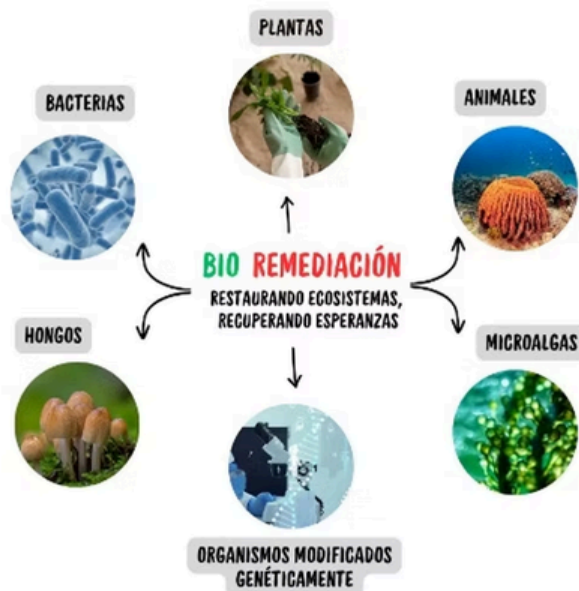 PLANTAS
BACTERIAS
ANIMALES
BIO REMEDIACIÓN
RESTAURANDO ECOSISTEMAS,
RECUPERANDO ESPERANZAS
HONGOS
MICROALGAS
ORGANISMOS MODIFICADOS
GENÉTICAMENTE